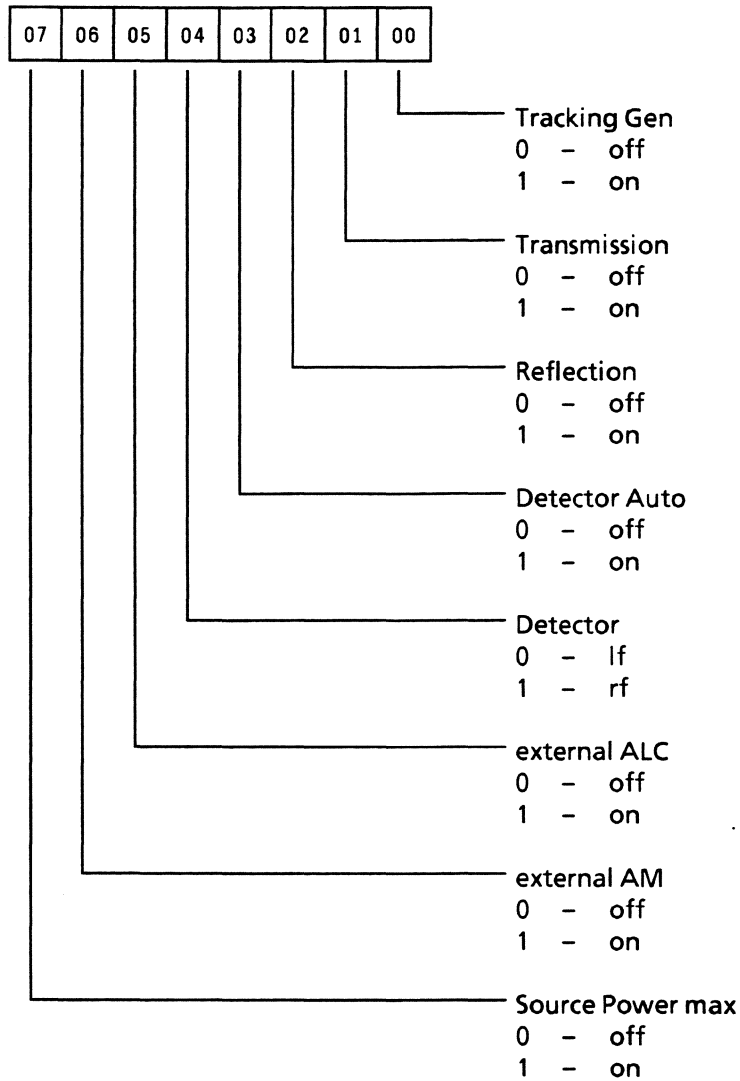 07 06 05 04 03 02 01 00
Tracking Gen
0 – off
1 – on
Transmission
0 – off
1 – on
Reflection
0 – off
1 – on
Detector Auto
0 – off
1 – on
Detector
0 – lf
1 – rf
external ALC
0 – off
1 – on
external AM
0 – off
1 – on
Source Power max
0 – off
1 – on